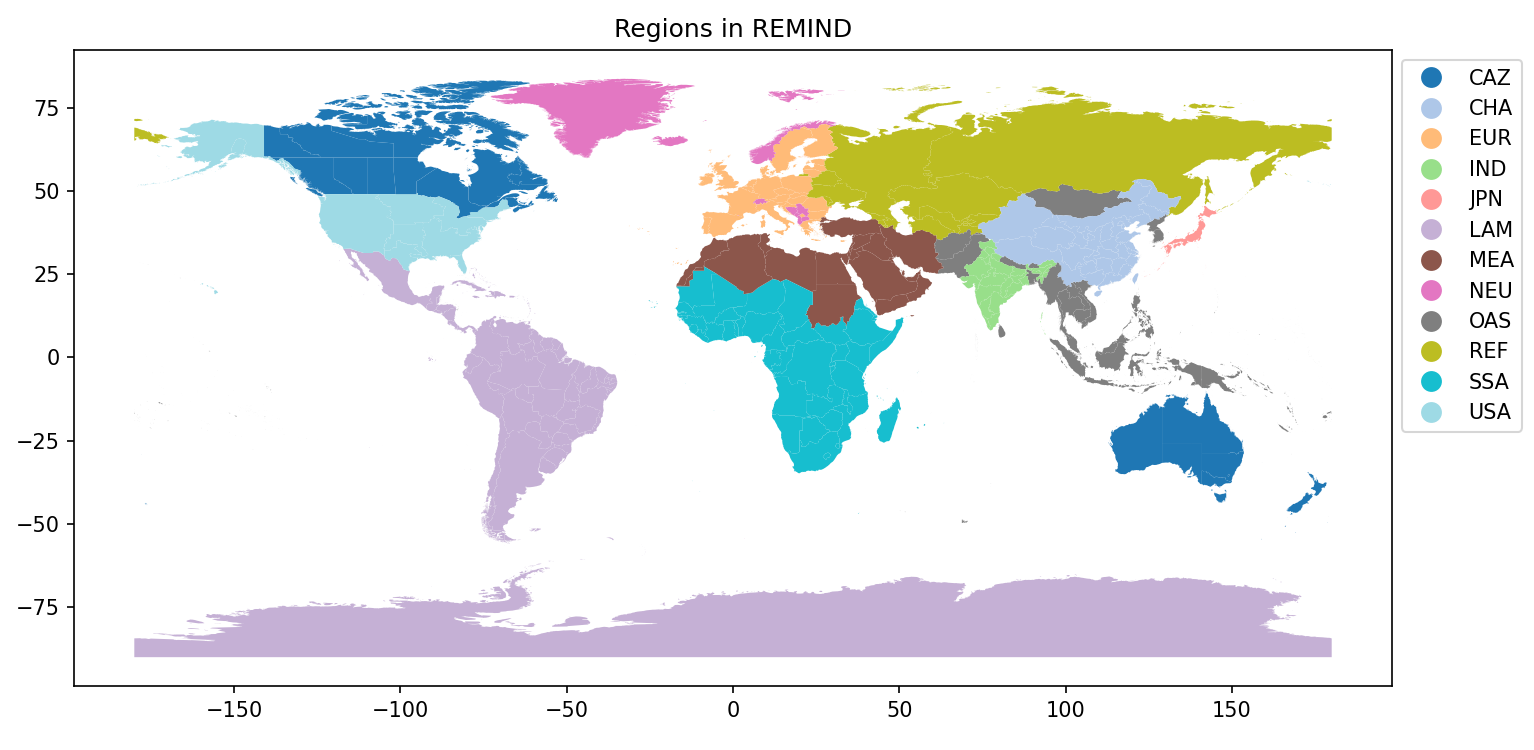 Regions in REMIND
75
50
25
0
−25
−50
−75
−150
−100
−50
0
50
100
150
CAZ
CHA
EUR
IND
JPN
LAM
MEA
NEU
OAS
REF
SSA
USA